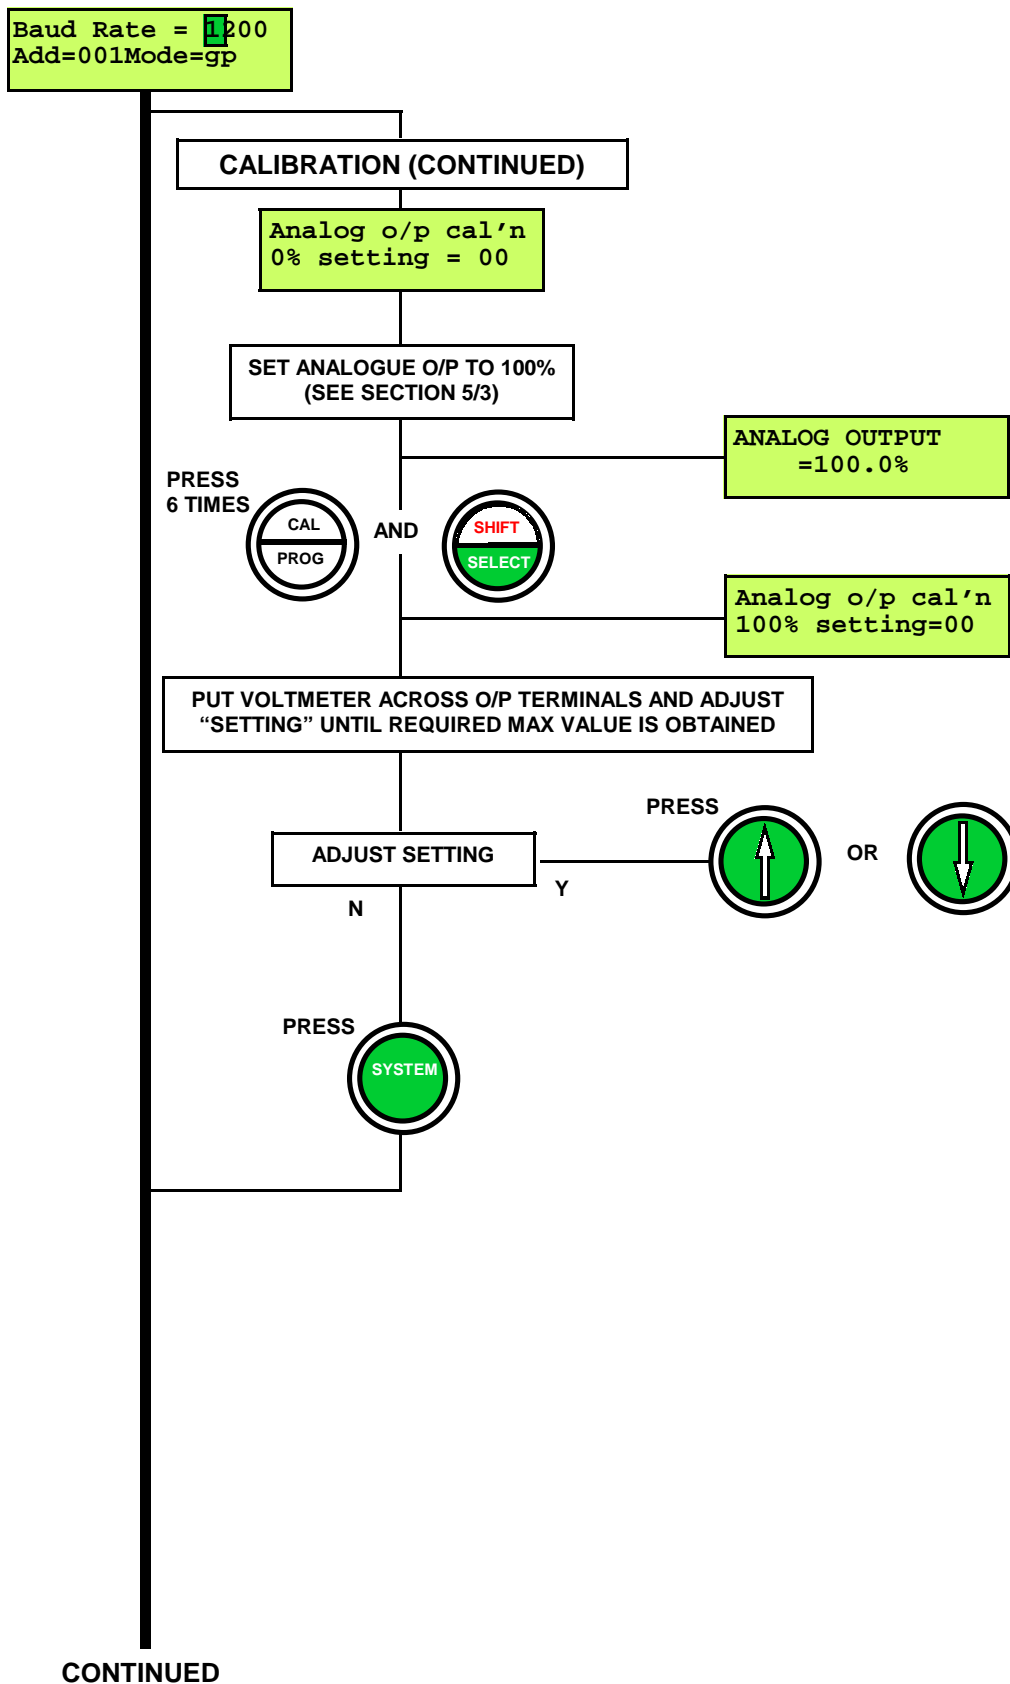 Baud Rate = 1200
Add=001Mode=gp
CALIBRATION (CONTINUED)
Analog o/p cal’n
0% setting = 00
SET ANALOGUE O/P TO 100%
(SEE SECTION 5/3)
ANALOG OUTPUT
=100.0%
PRESS
6 TIMES
CAL
PROG
AND
SHIFT
SELECT
Analog o/p cal’n
100% setting=00
PUT VOLTMETER ACROSS O/P TERMINALS AND ADJUST
“SETTING” UNTIL REQUIRED MAX VALUE IS OBTAINED
PRESS
OR
ADJUST SETTING
Y
N
PRESS
SYSTEM
CONTINUED